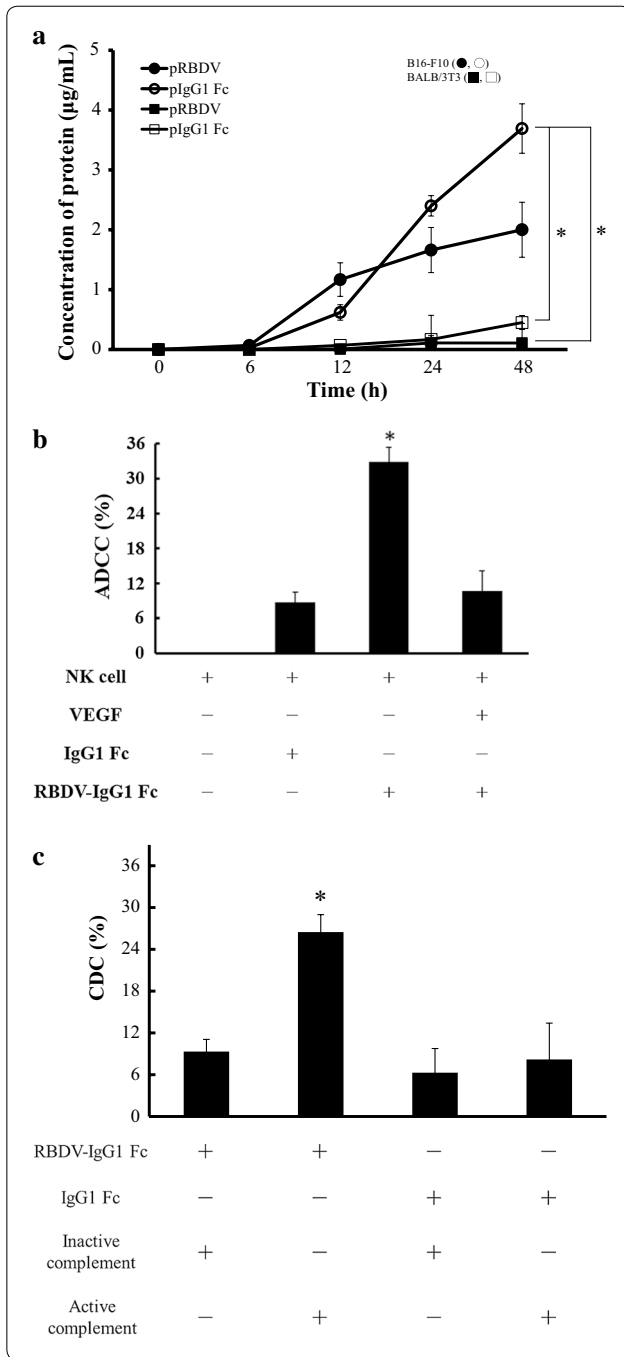 a
5
4
3
2
1
0
Concentration of protein (μg/mL)
pRBDV
pIgG1 Fc
pRBDV
pIgG1 Fc
B16-F10 (●, ○)
BALB/3T3 (■, □)
*
*
0 6 12 24 48
Time (h)
b
36
30
24
18
12
6
0
ADCC (%)
*
NK cell + + + +
VEGF − − − +
IgG1 Fc − + − −
RBDV-IgG1 Fc − − + +
c
36
30
24
18
12
6
0
CDC (%)
*
RBDV-IgG1 Fc + + − −
IgG1 Fc − − + +
Inactive
complement + − + −
Active
complement − + − +